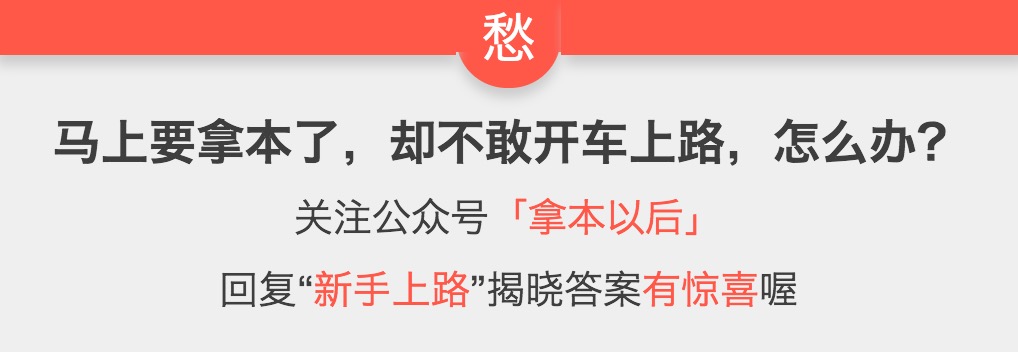 愁
马上要拿本了，却不敢开车上路，怎么办？
关注公众号「拿本以后」
回复“新手上路”揭晓答案有惊喜喔